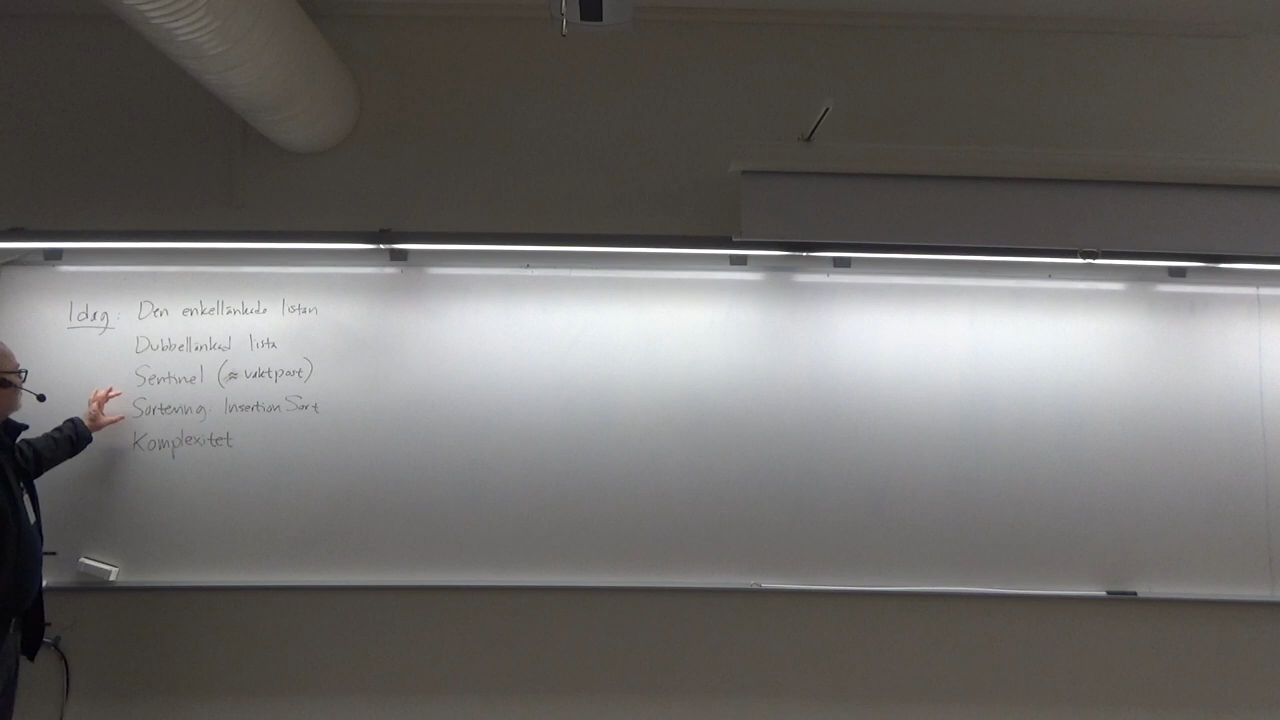 Idag: Den enkellänkade listan
Dubbellänkad lista
Sentinel (≈ vaktpost)
Sortering: Insertion Sort
Komplexitet